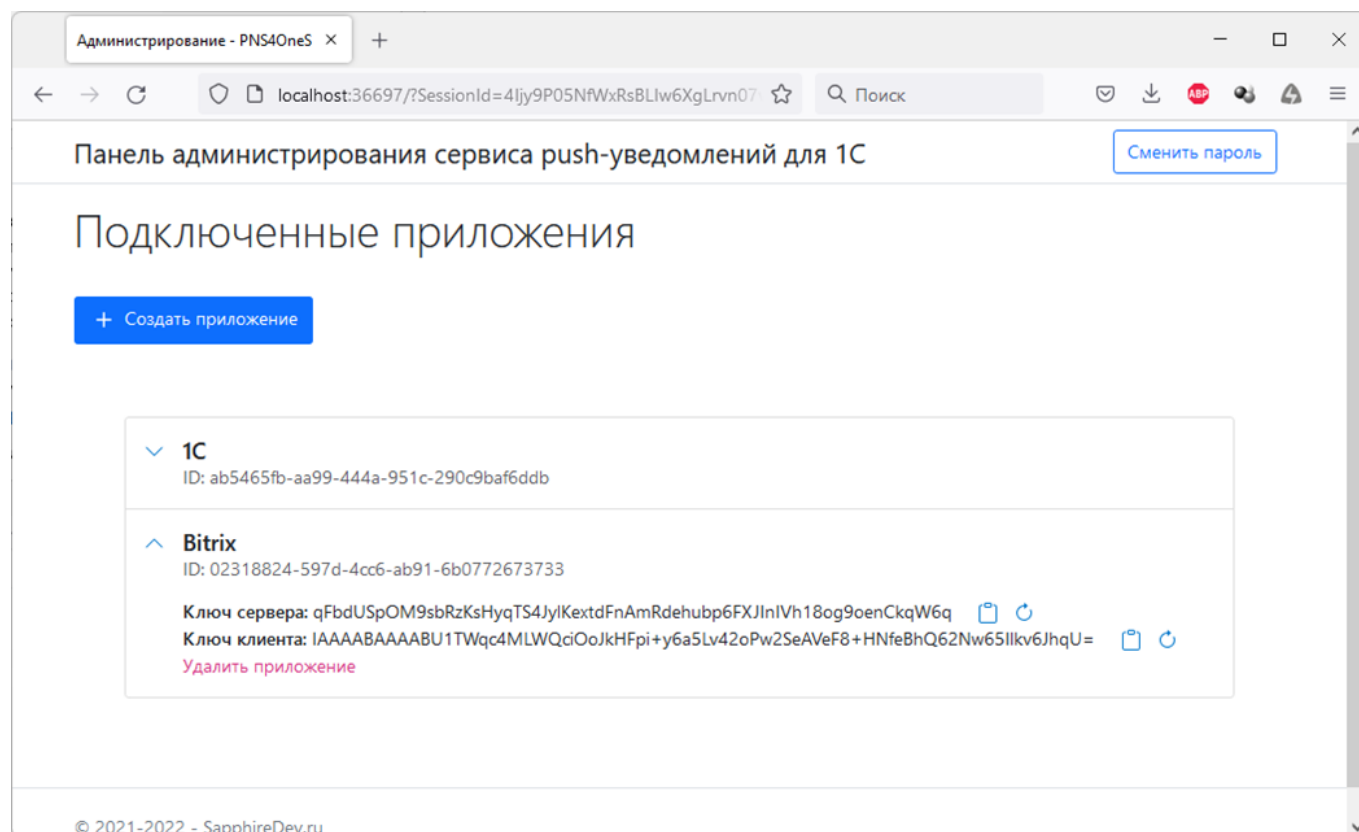 Администрирование - PNS4OneS
localhost:36697/?SessionId=4Ijy9P05NfWxRsBLIw6XgLrvn07
Поиск
ABP
Панель администрирования сервиса push-уведомлений для 1С
Сменить пароль
Подключенные приложения
+ Создать приложение
1C
ID: ab5465fb-aa99-444a-951c-290c9baf6ddb
Bitrix
ID: 02318824-597d-4cc6-ab91-6b0772673733
Ключ сервера: qFbdUSpOM9sbRzKsHyqTS4JylKextdFnAmRdehubp6FXJInIVh18og9oenCkqW6q
Ключ клиента: IAAAABAAAABU1TWqc4MLWQciOoJkHFpi+y6a5Lv42oPw2SeAVeF8+HNfeBhQ62Nw65Ilkv6JhqU=
Удалить приложение
© 2021-2022 - SapphireDev.ru